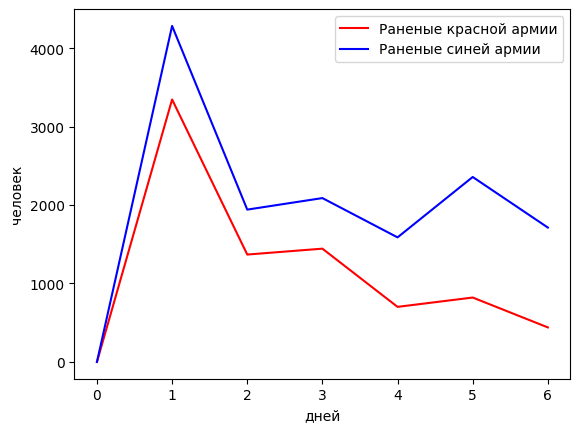 Раненые красной армии
Раненые синей армии
человек
4000
3000
2000
1000
0
0 1 2 3 4 5 6
дней